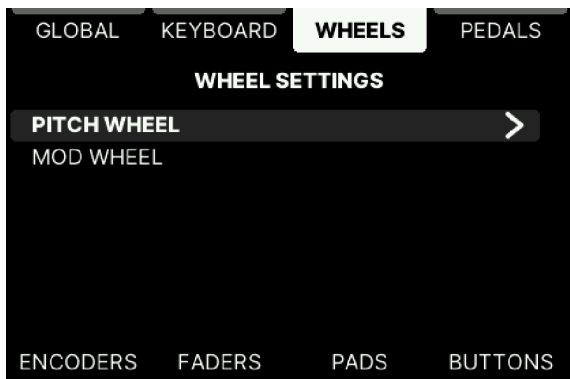 GLOBAL KEYBOARD WHEELS PEDALS
WHEEL SETTINGS
PITCH WHEEL
MOD WHEEL
ENCODERS FADERS PADS BUTTONS